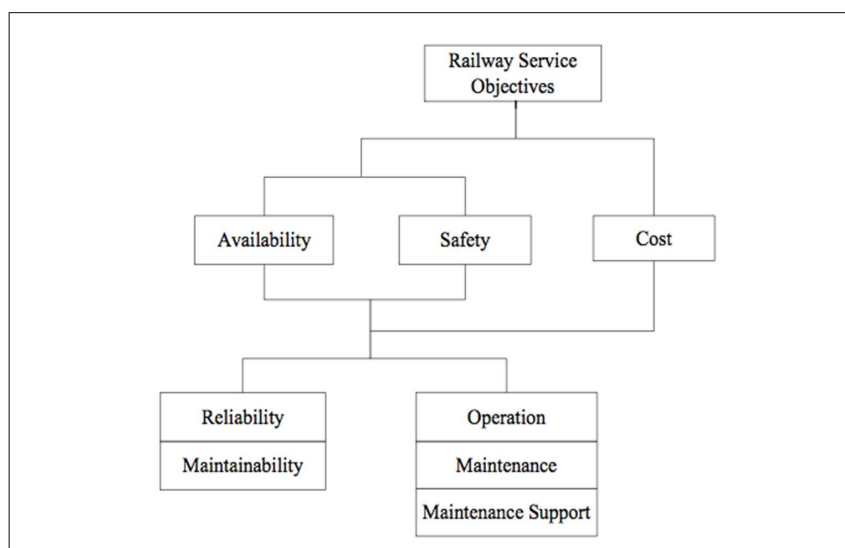 Railway Service
Objectives
Availability
Safety
Cost
Reliability
Operation
Maintainability
Maintenance
Maintenance Support